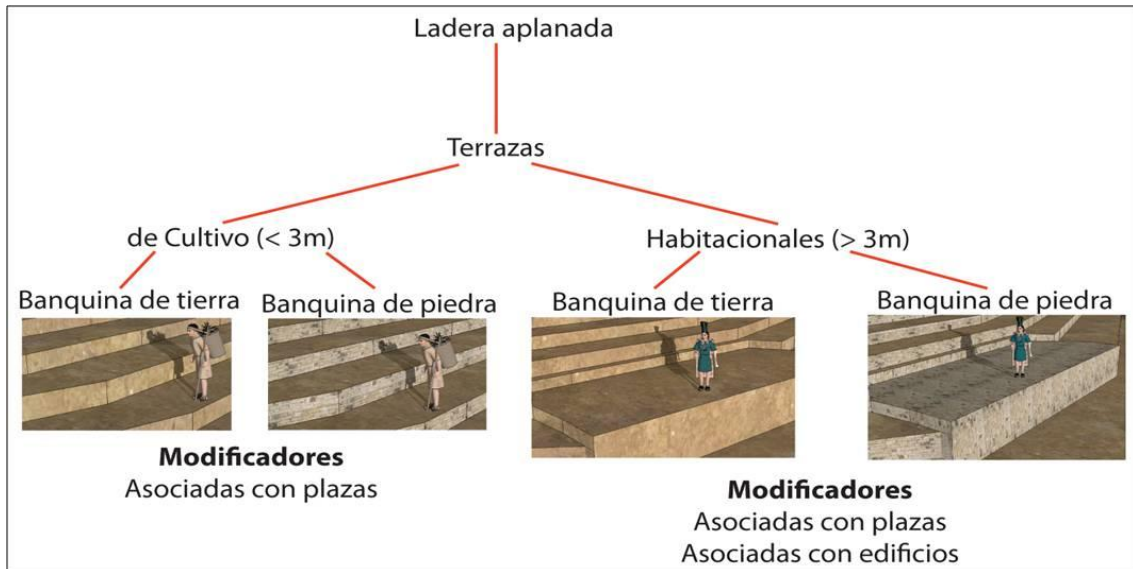 Ladera aplanada
Terrazas
de Cultivo (< 3m)
Habitacionales (> 3m)
Banquina de tierra
Banquina de piedra
Banquina de tierra
Banquina de piedra
Modificadores
Asociadas con plazas
Modificadores
Asociadas con plazas
Asociadas con edificios